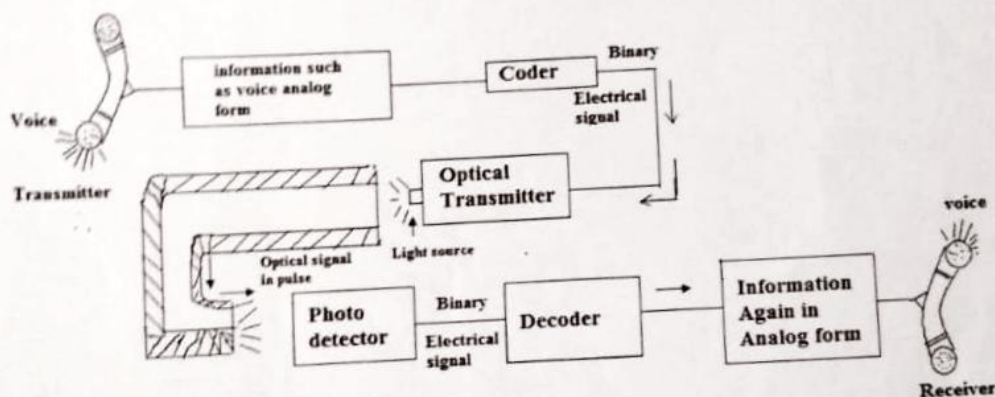 information such
as voice analog
form
Coder
Binary
Electrical
signal
Voice
Transmitter
Optical
Transmitter
Light source
Optical signal
in pulse
voice
Photo
detector
Binary
Electrical
signal
Decoder
Information
Again in
Analog form
Receiver